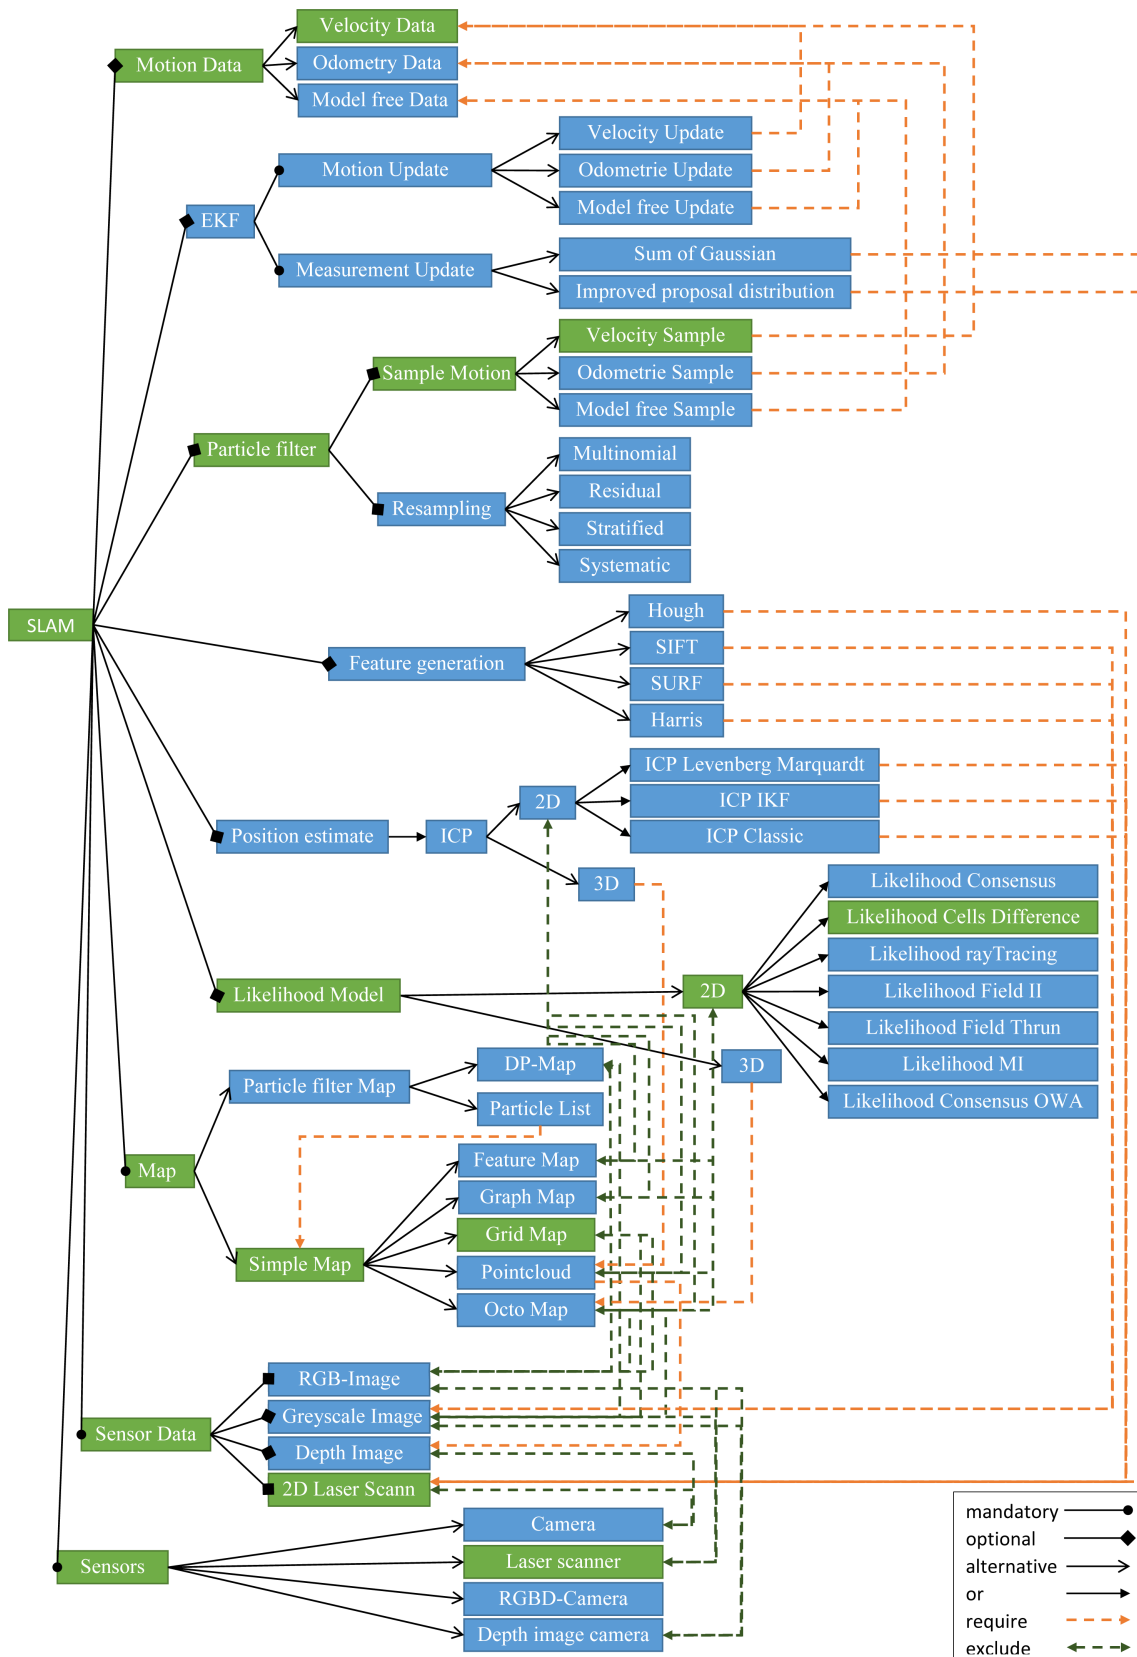 Velocity Data
Motion Data
Odometry Data
Model free Data
Velocity Update
Motion Update
Odometrie Update
Model free Update
EKF
Sum of Gaussian
Measurement Update
Improved proposal distribution
Velocity Sample
Sample Motion
Odometrie Sample
Model free Sample
Particle filter
Multinomial
Residual
Resampling
Stratified
Systematic
SLAM
Hough
SIFT
Feature generation
SURF
Harris
ICP Levenberg Marquardt
2D
ICP IKF
Position estimate
ICP
ICP Classic
3D
Likelihood Consensus
Likelihood Cells Difference
Likelihood rayTracing
Likelihood Model
2D
Likelihood Field II
Likelihood Field Thrun
DP-Map
3D
Likelihood MI
Particle filter Map
Particle List
Likelihood Consensus OWA
Map
Feature Map
Graph Map
Grid Map
Simple Map
Pointcloud
Octo Map
RGB-Image
Greyscale Image
Sensor Data
Depth Image
2D Laser Scann
Camera
Sensors
Laser scanner
RGBD-Camera
Depth image camera
mandatory
optional
alternative
or
require
exclude